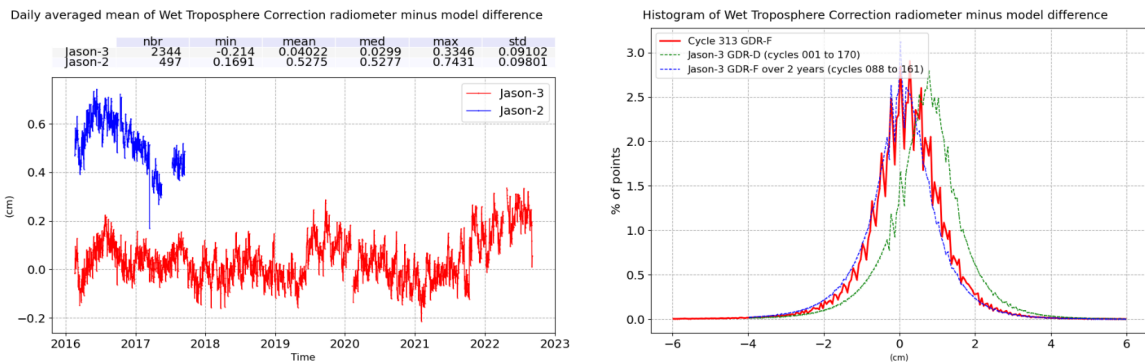 Daily averaged mean of Wet Troposphere Correction radiometer minus model difference
nbr min mean med max std
Jason-3 2344 -0.214 0.04022 0.0299 0.3346 0.09102
Jason-2 497 0.1691 0.5275 0.5277 0.7431 0.09801
Jason-3
Jason-2
0.6
0.4
0.2
0.0
−0.2
(cm)
2016 2017 2018 2019 2020 2021 2022 2023
Time
Histogram of Wet Troposphere Correction radiometer minus model difference
Cycle 313 GDR-F
Jason-3 GDR-D (cycles 001 to 170)
Jason-3 GDR-F over 2 years (cycles 088 to 161)
3.0
2.5
2.0
1.5
1.0
0.5
0.0
% of points
−6 −4 −2 0 2 4 6
(cm)